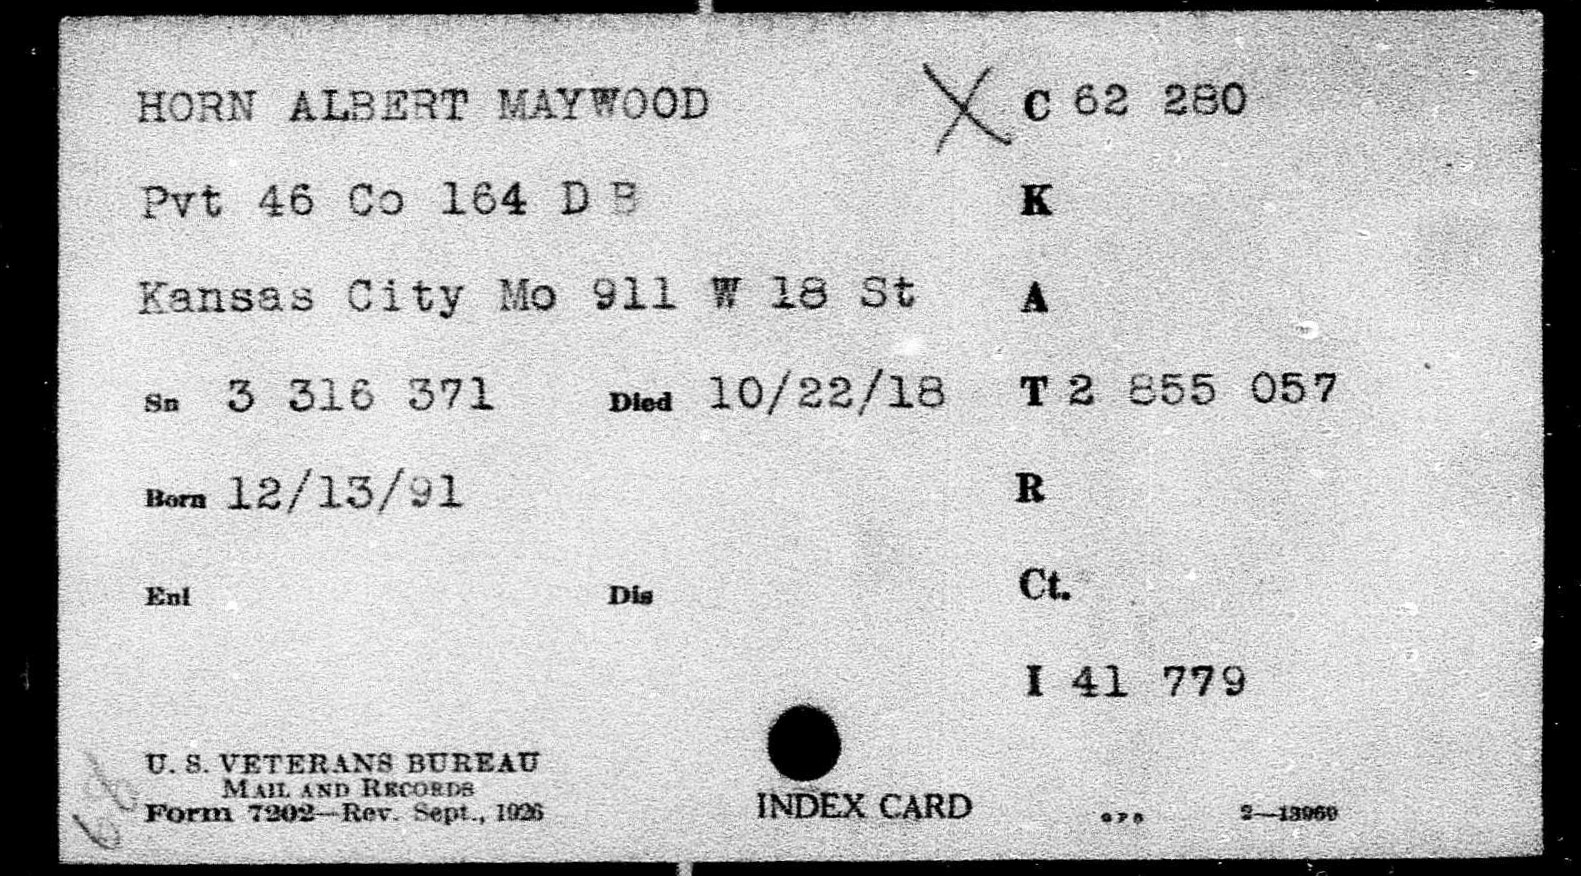 HORN ALBERT MAYWOOD X C 62 280
Pvt 46 Co 164 D B K
Kansas City Mo 911 W 18 St A
Sn 3 316 371 Died 10/22/18 T 2 855 057
Born 12/13/91 R
Enl Dis Ct.
I 41 779
U. S. VETERANS BUREAU
MAIL AND RECORDS
Form 7202—Rev. Sept., 1926 INDEX CARD GPO 2—13960